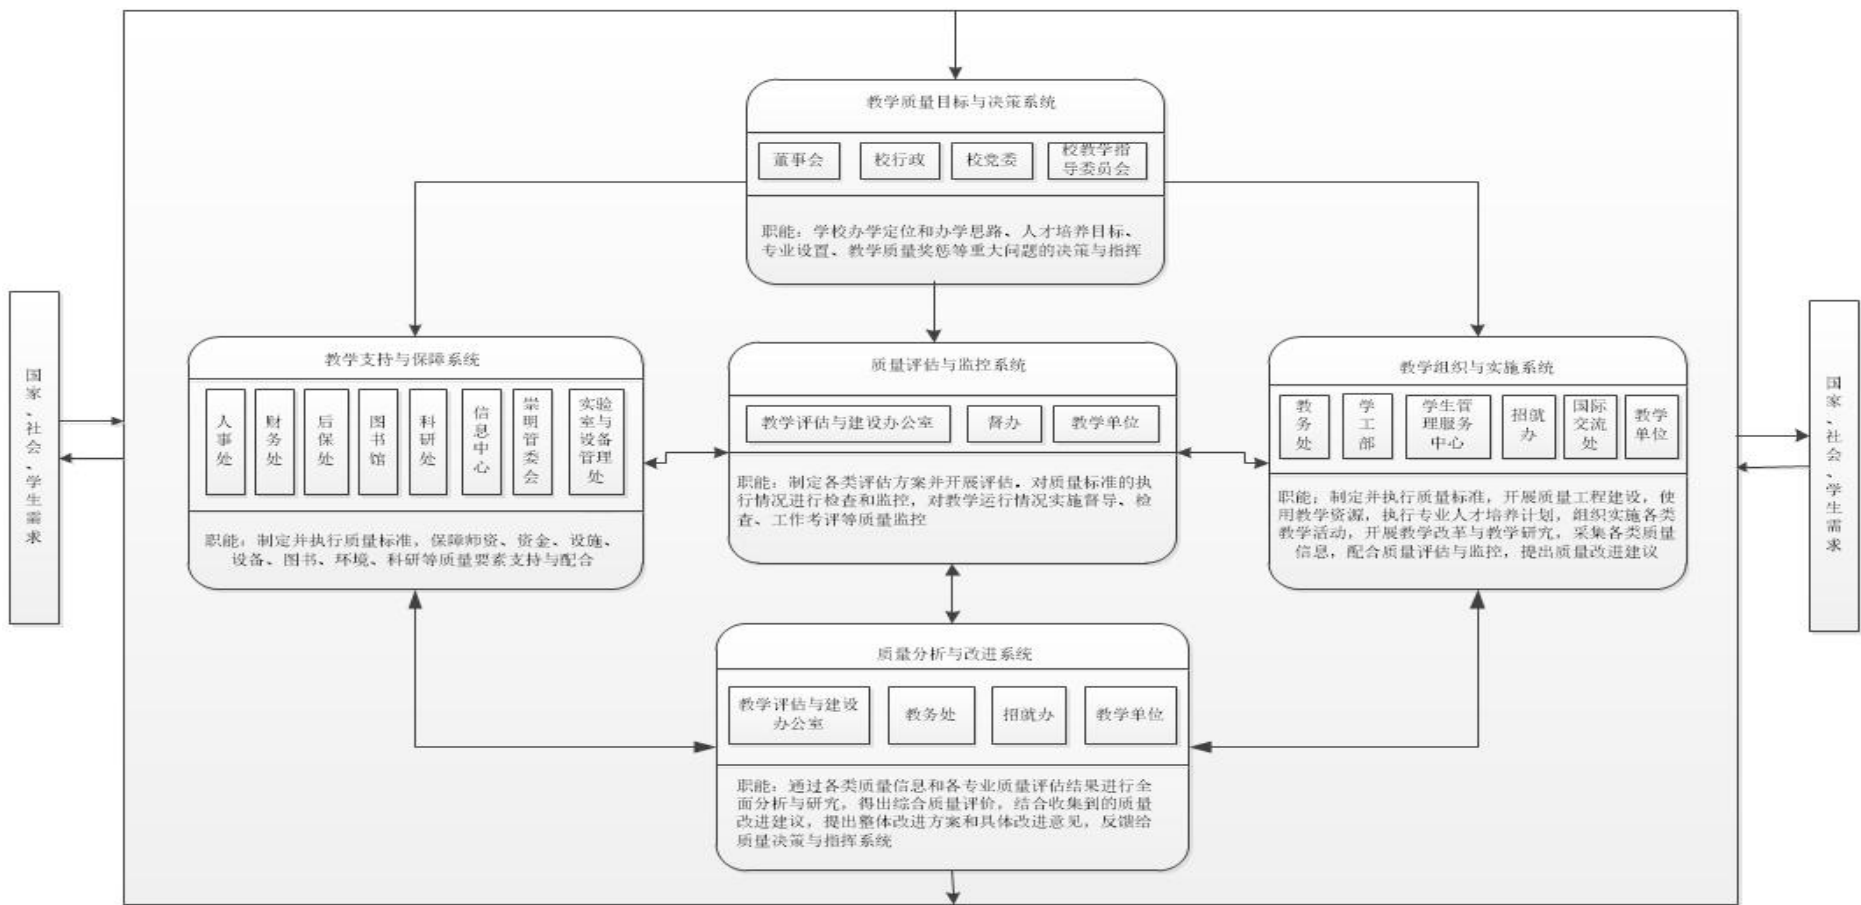 教学质量目标与决策系统
董事会
校行政
校党委
校教学指
导委员会
职能：学校办学定位和办学思路、人才培养目标、
专业设置、教学质量奖惩等重大问题的决策与指挥
国家、社会、学生需求
教学支持与保障系统
人事处
财务处
后保处
图书馆
科研处
信息中心
崇明管委会
实验
室与
设备
管理
处
职能：制定并执行质量标准，保障师资、资金、设施、
设备、图书、环境、科研等质量要素支持与配合
质量评估与监控系统
教学评估与建设办公室
督办
教学单位
职能：制定各类评估方案并开展评估．对质量标准的执
行情况进行检查和监控，对教学运行情况实施督导、检
查、工作考评等质量监控
教学组织与实施系统
教务处
学工部
学生管
理服务
中心
招就
办
国际
交流
处
教学
单位
职能：制定并执行质量标准，开展质量工程建设，使
用教学资源，执行专业人才培养计划，组织实施各类
教学活动，开展教学改革与教学研究，采集各类质量
信息，配合质量评估与监控，提出质量改进建议
国家、社会、学生需求
质量分析与改进系统
教学评估与建设
办公室
教务处
招就办
教学单位
职能：通过各类质量信息和各专业质量评估结果进行全
面分析与研究，得出综合质量评价，结合收集到的质量
改进建议，提出整体改进方案和具体改进意见，反馈给
质量决策与指挥系统